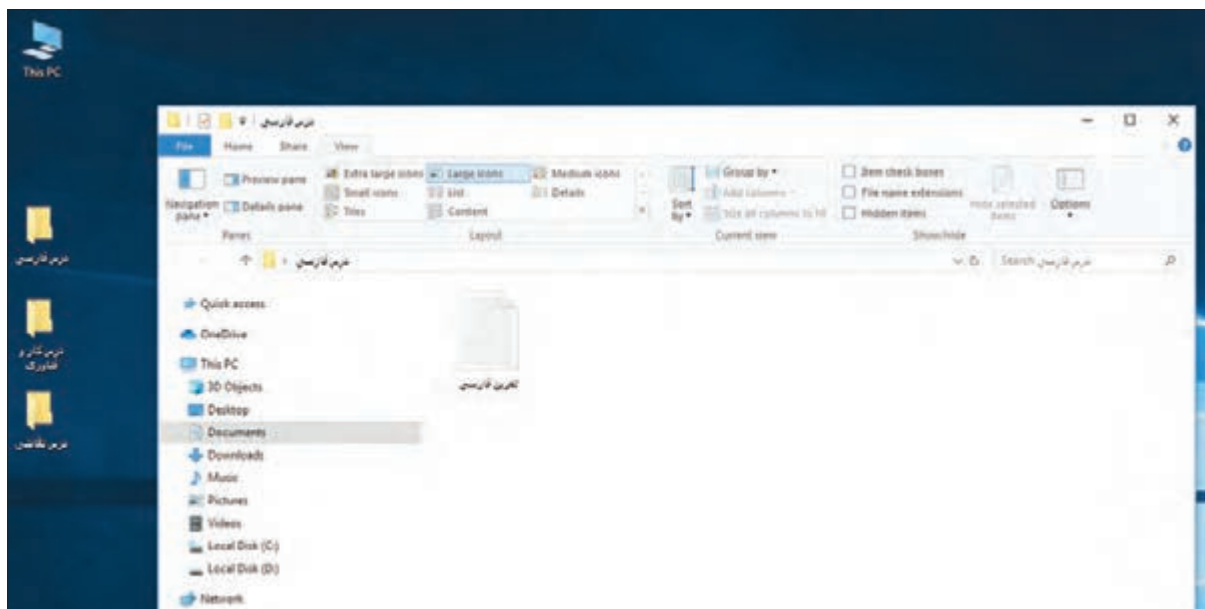 This PC
درس فارسی
درس کار و
فناوری
درس نقاشی
درس فارسی
File Home Share View
Navigation pane
Preview pane
Details pane
Panes
Extra large icons Large icons Medium icons
Small icons List Details
Tiles Content
Layout
Sort by
Group by
Add columns
Size all columns to fit
Current view
Item check boxes
File name extensions
Hidden items
Hide selected items
Options
Show/hide
درس فارسی
Search درس فارسی
Quick access
OneDrive
This PC
3D Objects
Desktop
Documents
Downloads
Music
Pictures
Videos
Local Disk (C:)
Local Disk (D:)
Network
تمرین فارسی